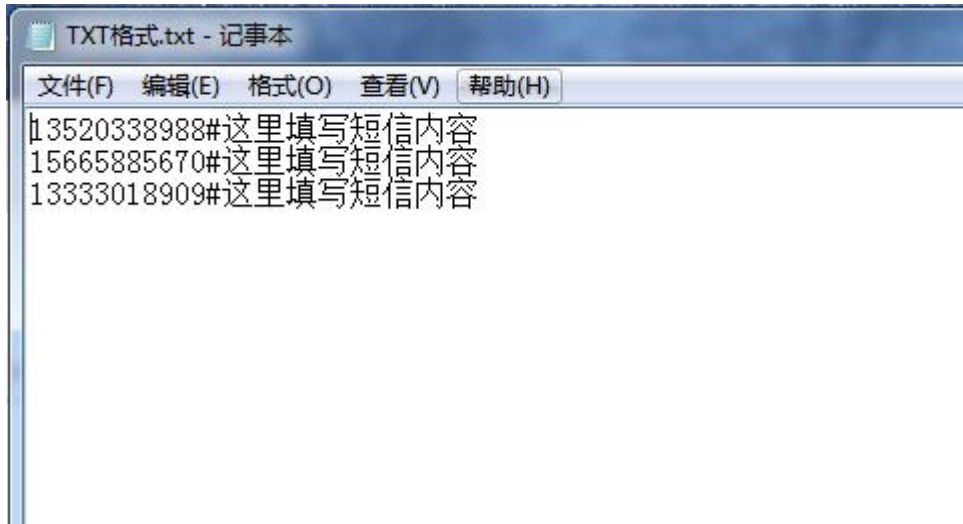 TXT格式.txt - 记事本
文件(F) 编辑(E) 格式(O) 查看(V) 帮助(H)
13520338988#这里填写短信内容
15665885670#这里填写短信内容
13333018909#这里填写短信内容